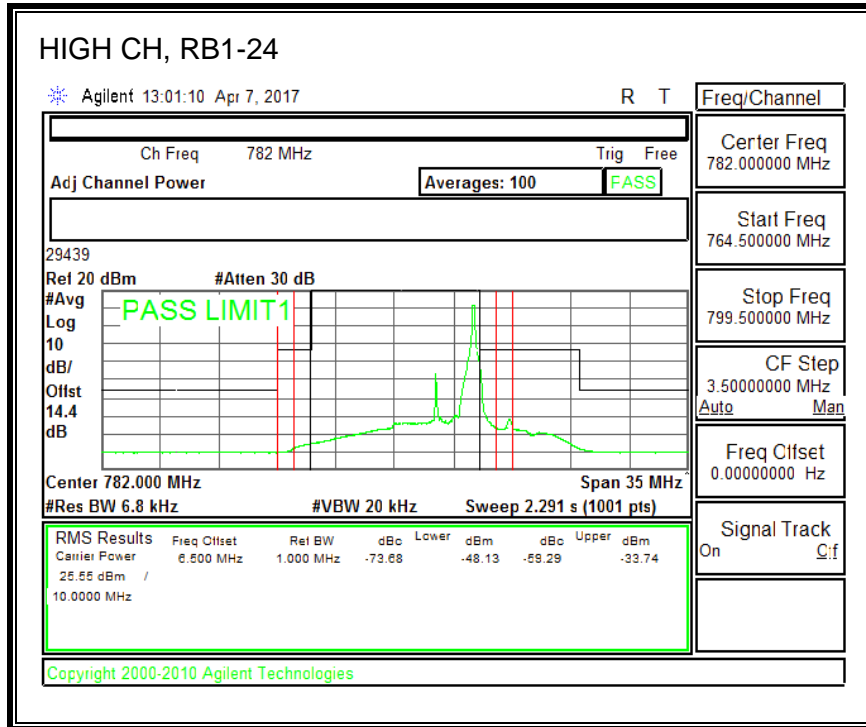 HIGH CH, RB1-24
Agilent 13:01:10 Apr 7, 2017 R T
Freq/Channel
Ch Freq 782 MHz Trig Free
Adj Channel Power Averages: 100 PASS
Center Freq
782.000000 MHz
Start Freq
764.500000 MHz
Stop Freq
799.500000 MHz
CF Step
3.50000000 MHz
Auto Man
Freq Offset
0.00000000 Hz
Signal Track
On Off
29439
Ref 20 dBm #Atten 30 dB
#Avg
Log
10
dB/
Offst
14.4
dB
PASS LIMIT1
Center 782.000 MHz Span 35 MHz
#Res BW 6.8 kHz #VBW 20 kHz Sweep 2.291 s (1001 pts)
RMS Results Freq Offset Ref BW dBc Lower dBm dBc Upper dBm
Carrier Power 6.500 MHz 1.000 MHz -73.68 -48.13 -59.29 -33.74
25.55 dBm /
10.0000 MHz
Copyright 2000-2010 Agilent Technologies